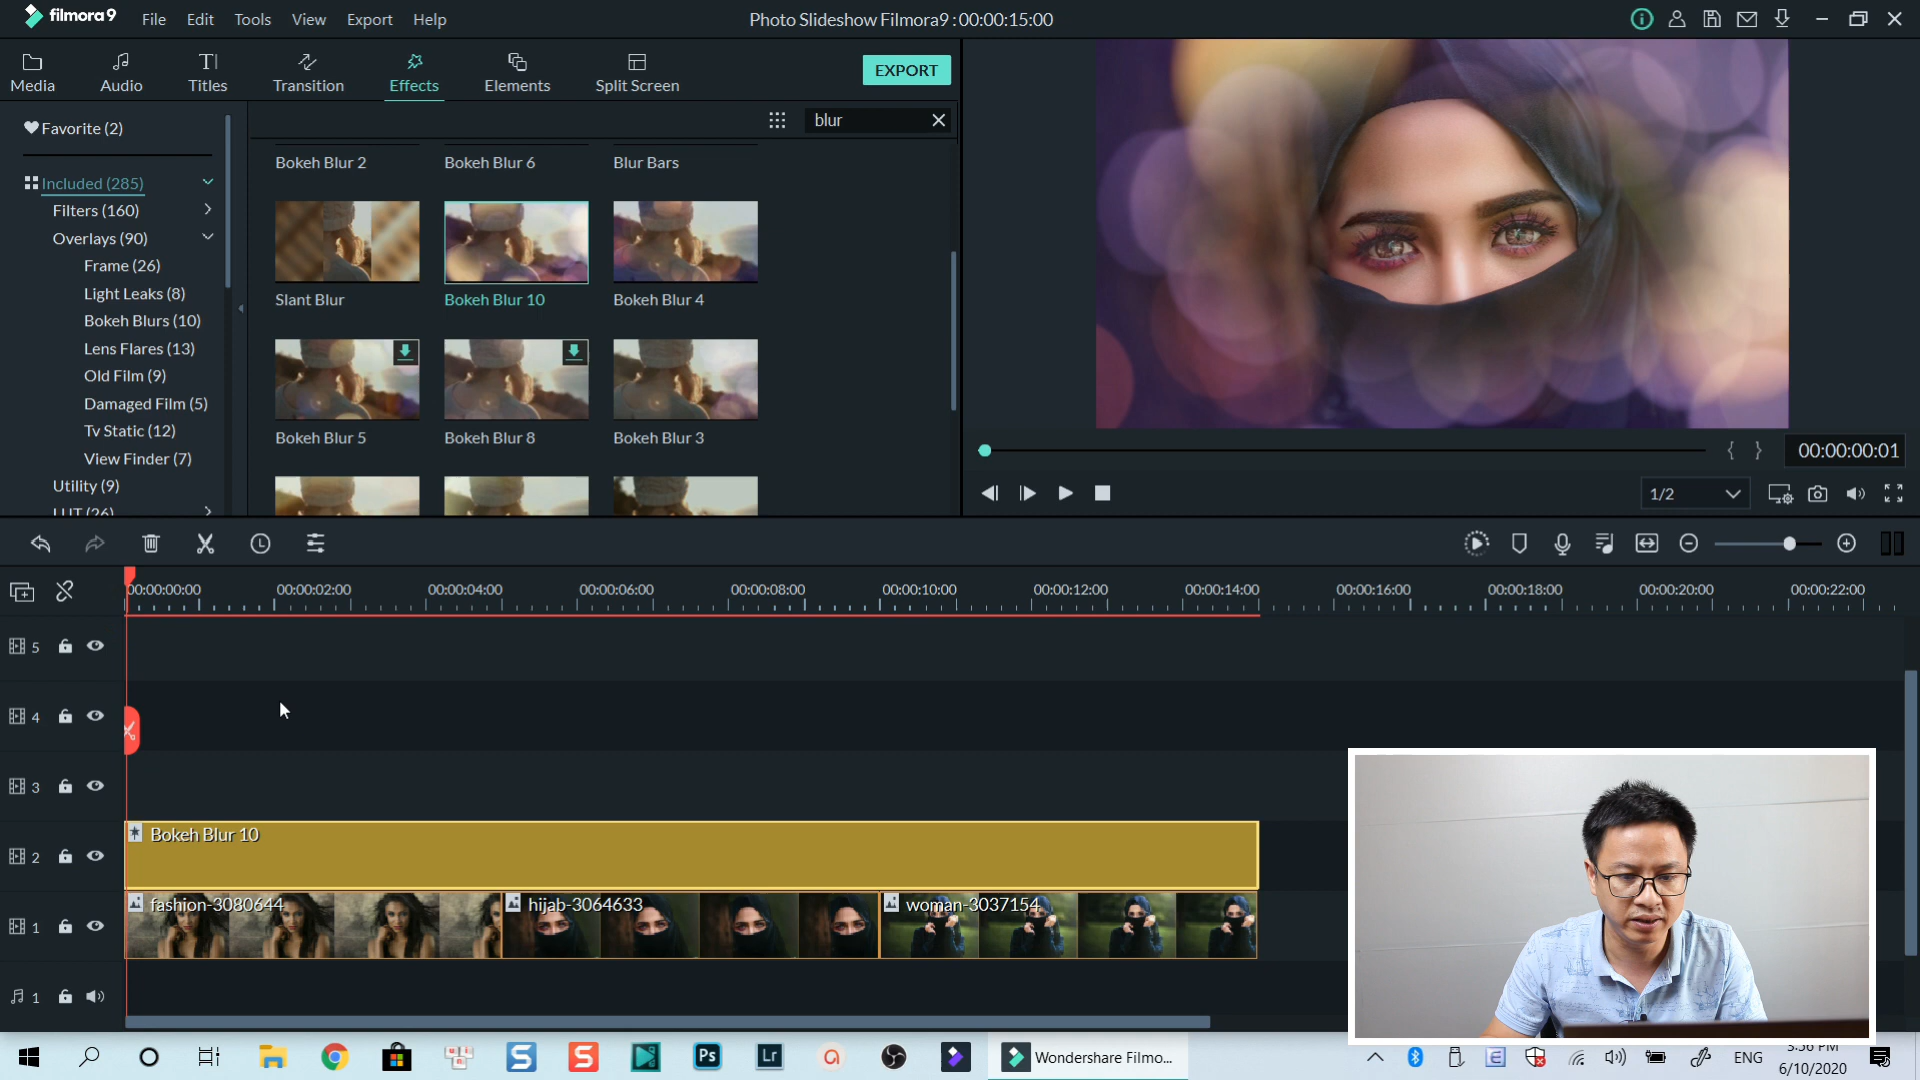 filmora9 File Edit Tools View Export Help Photo Slideshow Filmora9 : 00:00:15:00
Media Audio Titles Transition Effects Elements Split Screen EXPORT
Favorite (2)
Included (285)
Filters (160)
Overlays (90)
Frame (26)
Light Leaks (8)
Bokeh Blurs (10)
Lens Flares (13)
Old Film (9)
Damaged Film (5)
Tv Static (12)
View Finder (7)
Utility (9)
LUT (26)
blur
Bokeh Blur 2 Bokeh Blur 6 Blur Bars
Slant Blur Bokeh Blur 10 Bokeh Blur 4
Bokeh Blur 5 Bokeh Blur 8 Bokeh Blur 3
00:00:00:01
1/2
00:00:00:00 00:00:02:00 00:00:04:00 00:00:06:00 00:00:08:00 00:00:10:00 00:00:12:00 00:00:14:00 00:00:16:00 00:00:18:00 00:00:20:00 00:00:22:00
5
4
3
2 Bokeh Blur 10
1 fashion-3080644 hijab-3064633 woman-3037154
1
Ps Lr Wondershare Filmo... ENG 3:56 PM
6/10/2020